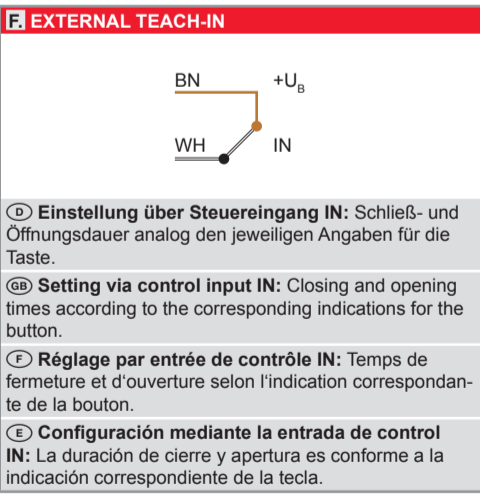 F. EXTERNAL TEACH-IN
BN +UB
WH IN
D Einstellung über Steuereingang IN: Schließ- und
Öffnungsdauer analog den jeweiligen Angaben für die
Taste.
GB Setting via control input IN: Closing and opening
times according to the corresponding indications for the
button.
F Réglage par entrée de contrôle IN: Temps de
fermeture et d‘ouverture selon l‘indication correspondan-
te de la bouton.
E Configuración mediante la entrada de control
IN: La duración de cierre y apertura es conforme a la
indicación correspondiente de la tecla.